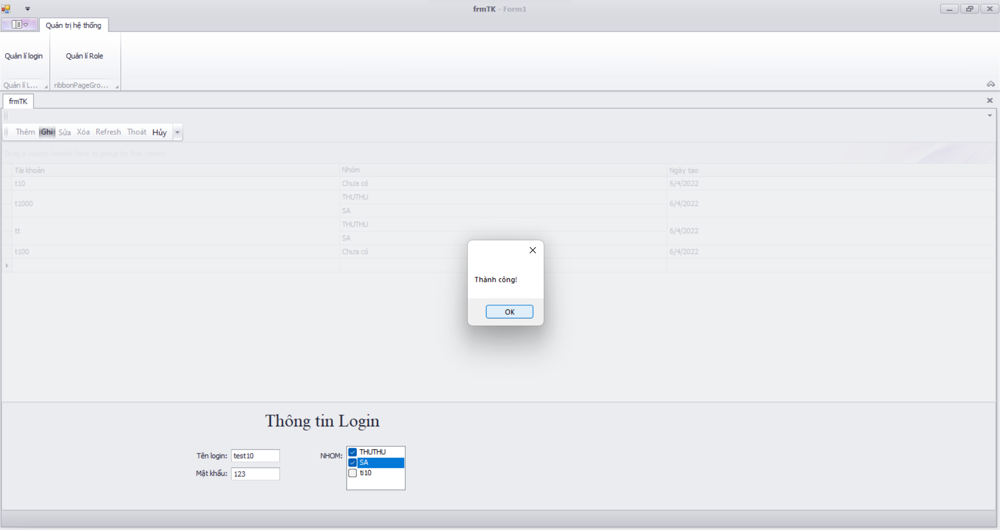 frmTK - Form1
Quản trị hệ thống
Quản lí login
Quản lí Role
Quản lí L...
ribbonPageGro...
frmTK
Thêm Ghi Sửa Xóa Refresh Thoát Hủy
Drag a column header here to group by that column
Tài khoản Nhóm Ngày tạo
t10 Chưa có 6/4/2022
t1000 THUTHU 6/4/2022
SA
tt THUTHU 6/4/2022
SA
t100 Chưa có 6/4/2022
Thành công!
OK
Thông tin Login
Tên login: test10
Mật khẩu: 123
NHOM:
THUTHU
SA
ti10